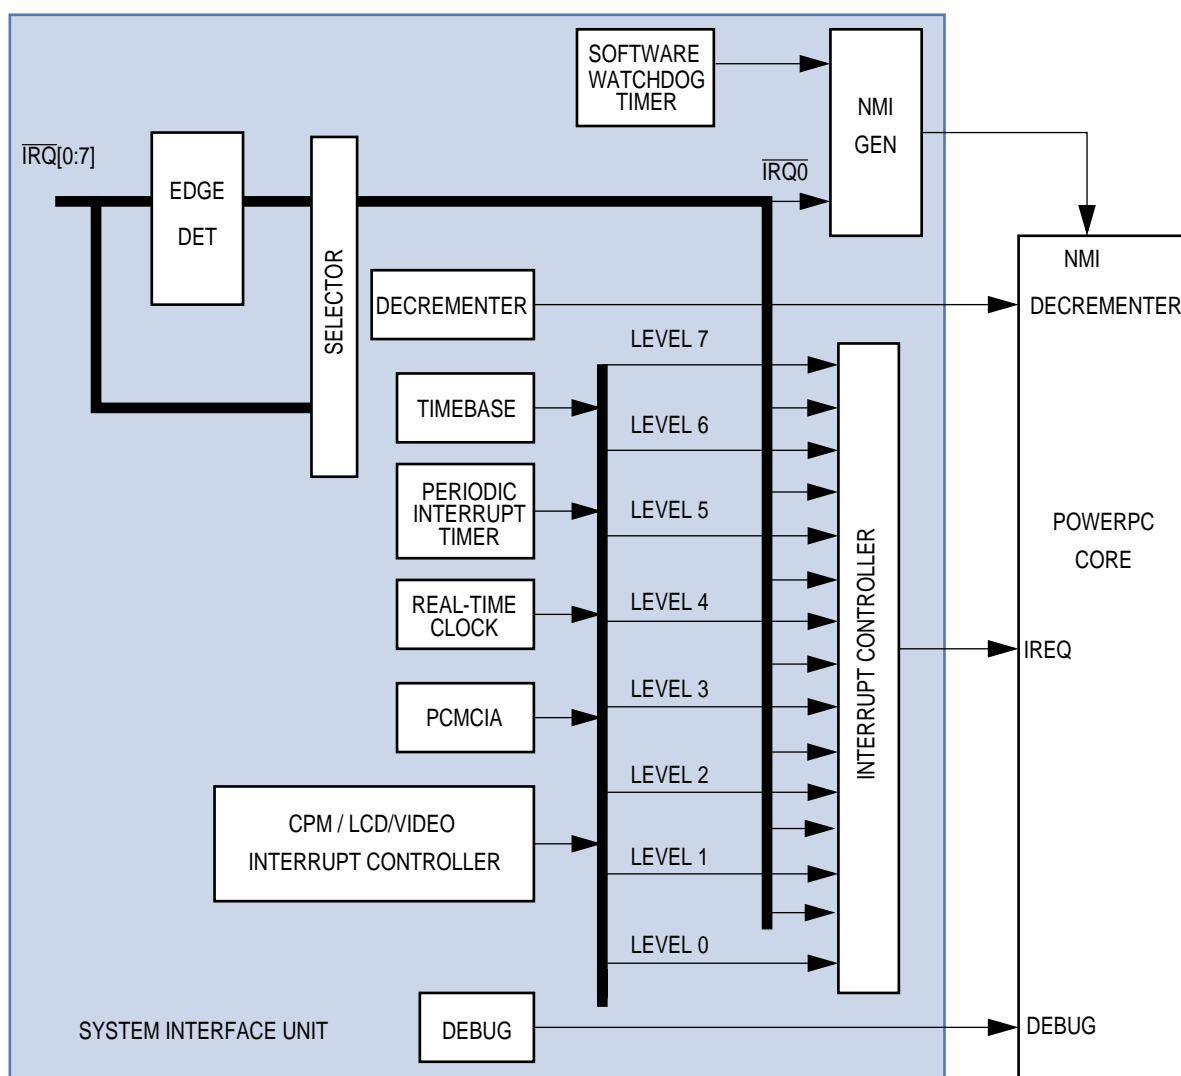 SOFTWARE
WATCHDOG
TIMER
NMI
GEN
IRQ[0:7]
EDGE
DET
SELECTOR
IRQ0
NMI
DECREMENTER
DECREMENTER
LEVEL 7
TIMEBASE
LEVEL 6
PERIODIC
INTERRUPT
TIMER
LEVEL 5
POWERPC
CORE
REAL-TIME
CLOCK
LEVEL 4
INTERRUPT CONTROLLER
IREQ
PCMCIA
LEVEL 3
LEVEL 2
CPM / LCD/VIDEO
INTERRUPT CONTROLLER
LEVEL 1
LEVEL 0
SYSTEM INTERFACE UNIT
DEBUG
DEBUG